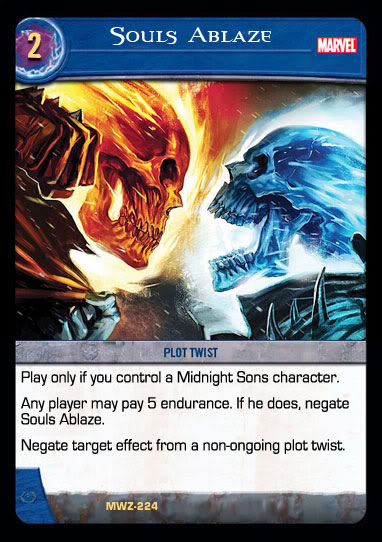 2
Souls Ablaze
MARVEL
PLOT TWIST
Play only if you control a Midnight Sons character.
Any player may pay 5 endurance. If he does, negate
Souls Ablaze.
Negate target effect from a non-ongoing plot twist.
MWZ-224